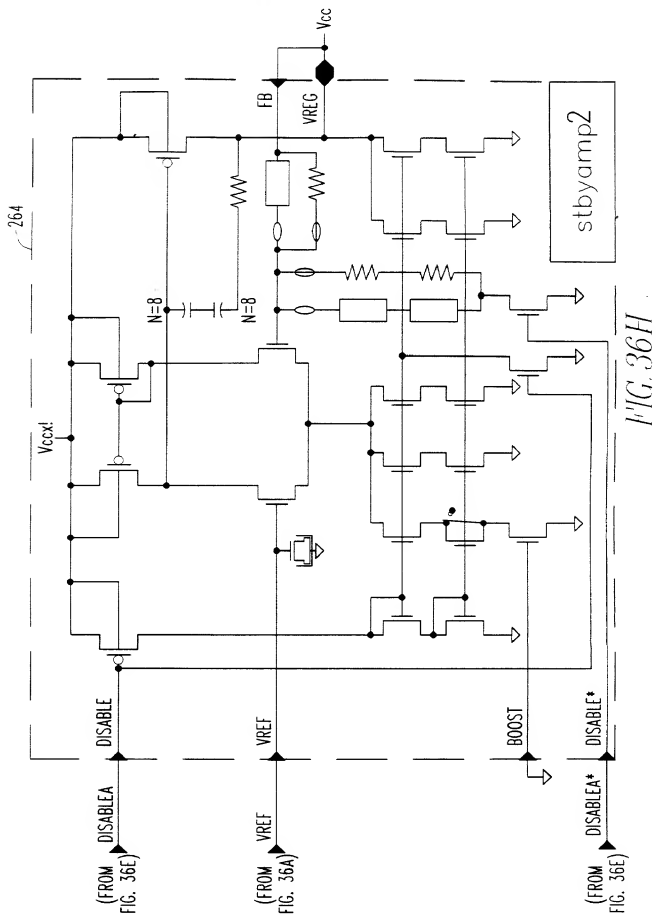 264
Vccx!
(FROM
FIG. 36E)
DISABLEA
DISABLE
N=8
N=8
(FROM
FIG. 36A)
VREF
VREF
FB
VREG
Vcc
BOOST
(FROM
FIG. 36E)
DISABLEA*
DISABLE*
stbyamp2
FIG. 36H